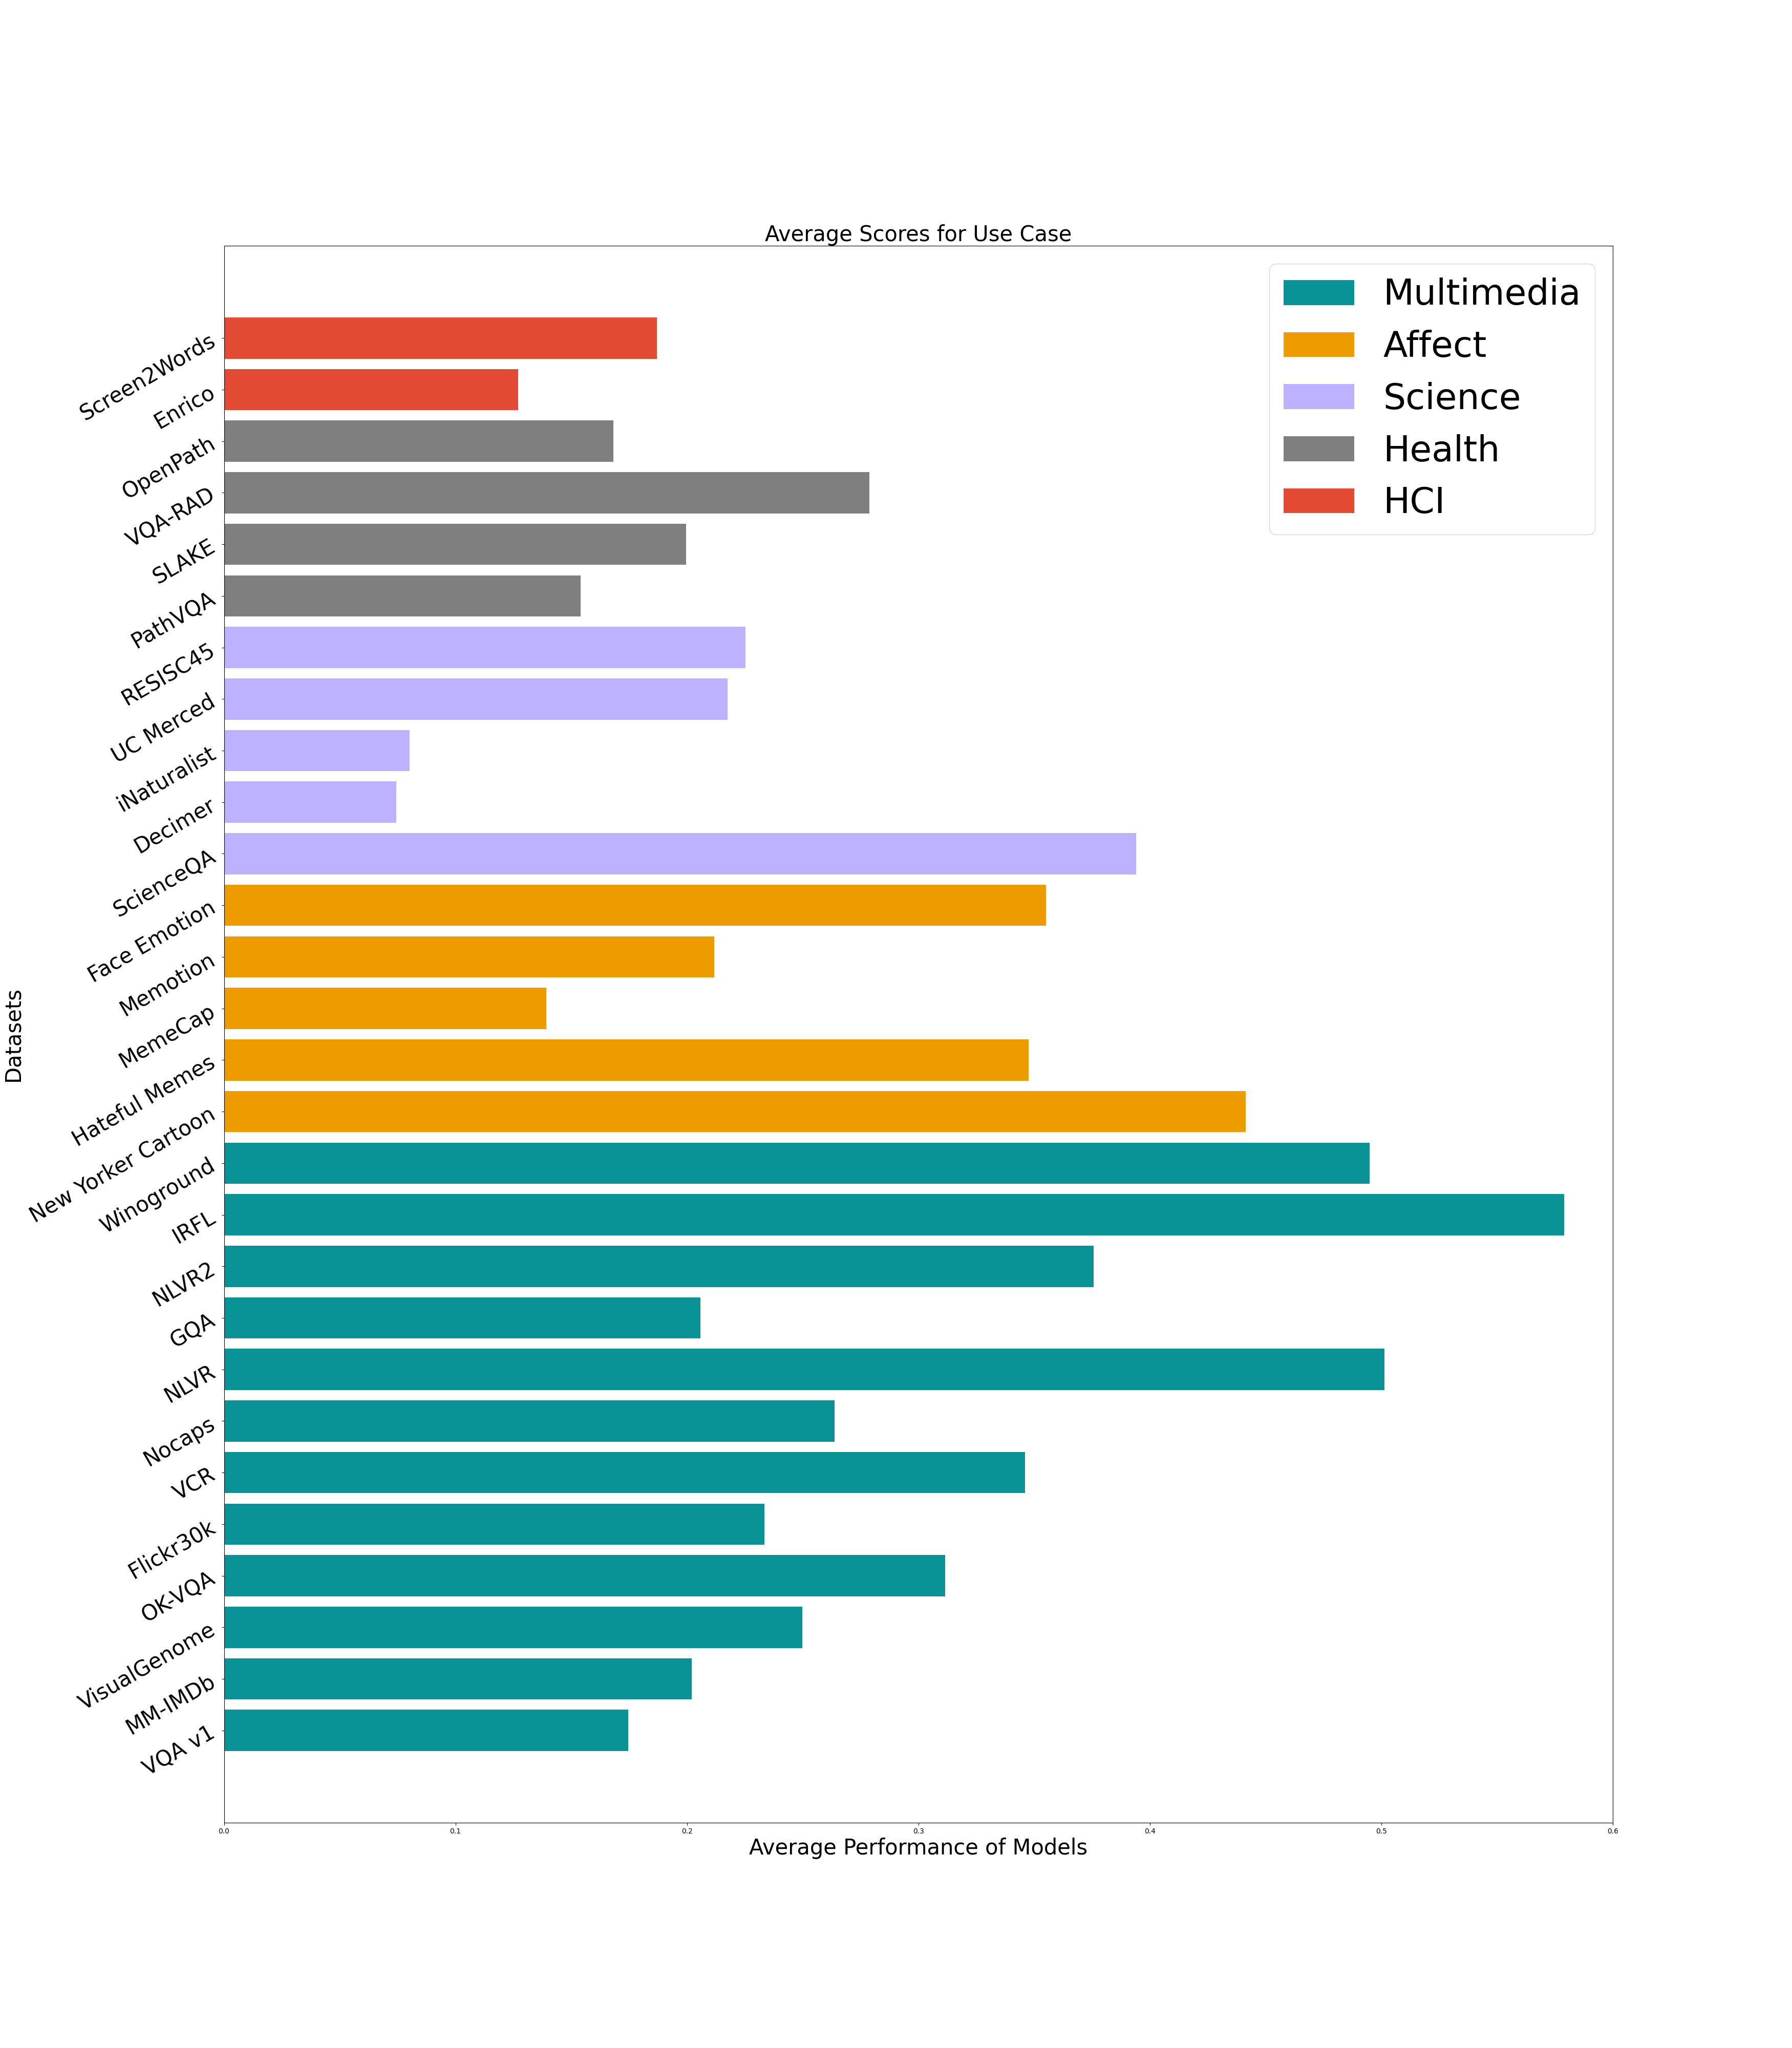 Average Scores for Use Case
Multimedia
Affect
Science
Health
HCI
Datasets
Screen2Words
Enrico
OpenPath
VQA-RAD
SLAKE
PathVQA
RESISC45
UC Merced
iNaturalist
Decimer
ScienceQA
Face Emotion
Memotion
MemeCap
Hateful Memes
New Yorker Cartoon
Winoground
IRFL
NLVR2
GQA
NLVR
Nocaps
VCR
Flickr30k
OK-VQA
VisualGenome
MM-IMDb
VQA v1
0.0 0.1 0.2 0.3 0.4 0.5 0.6
Average Performance of Models